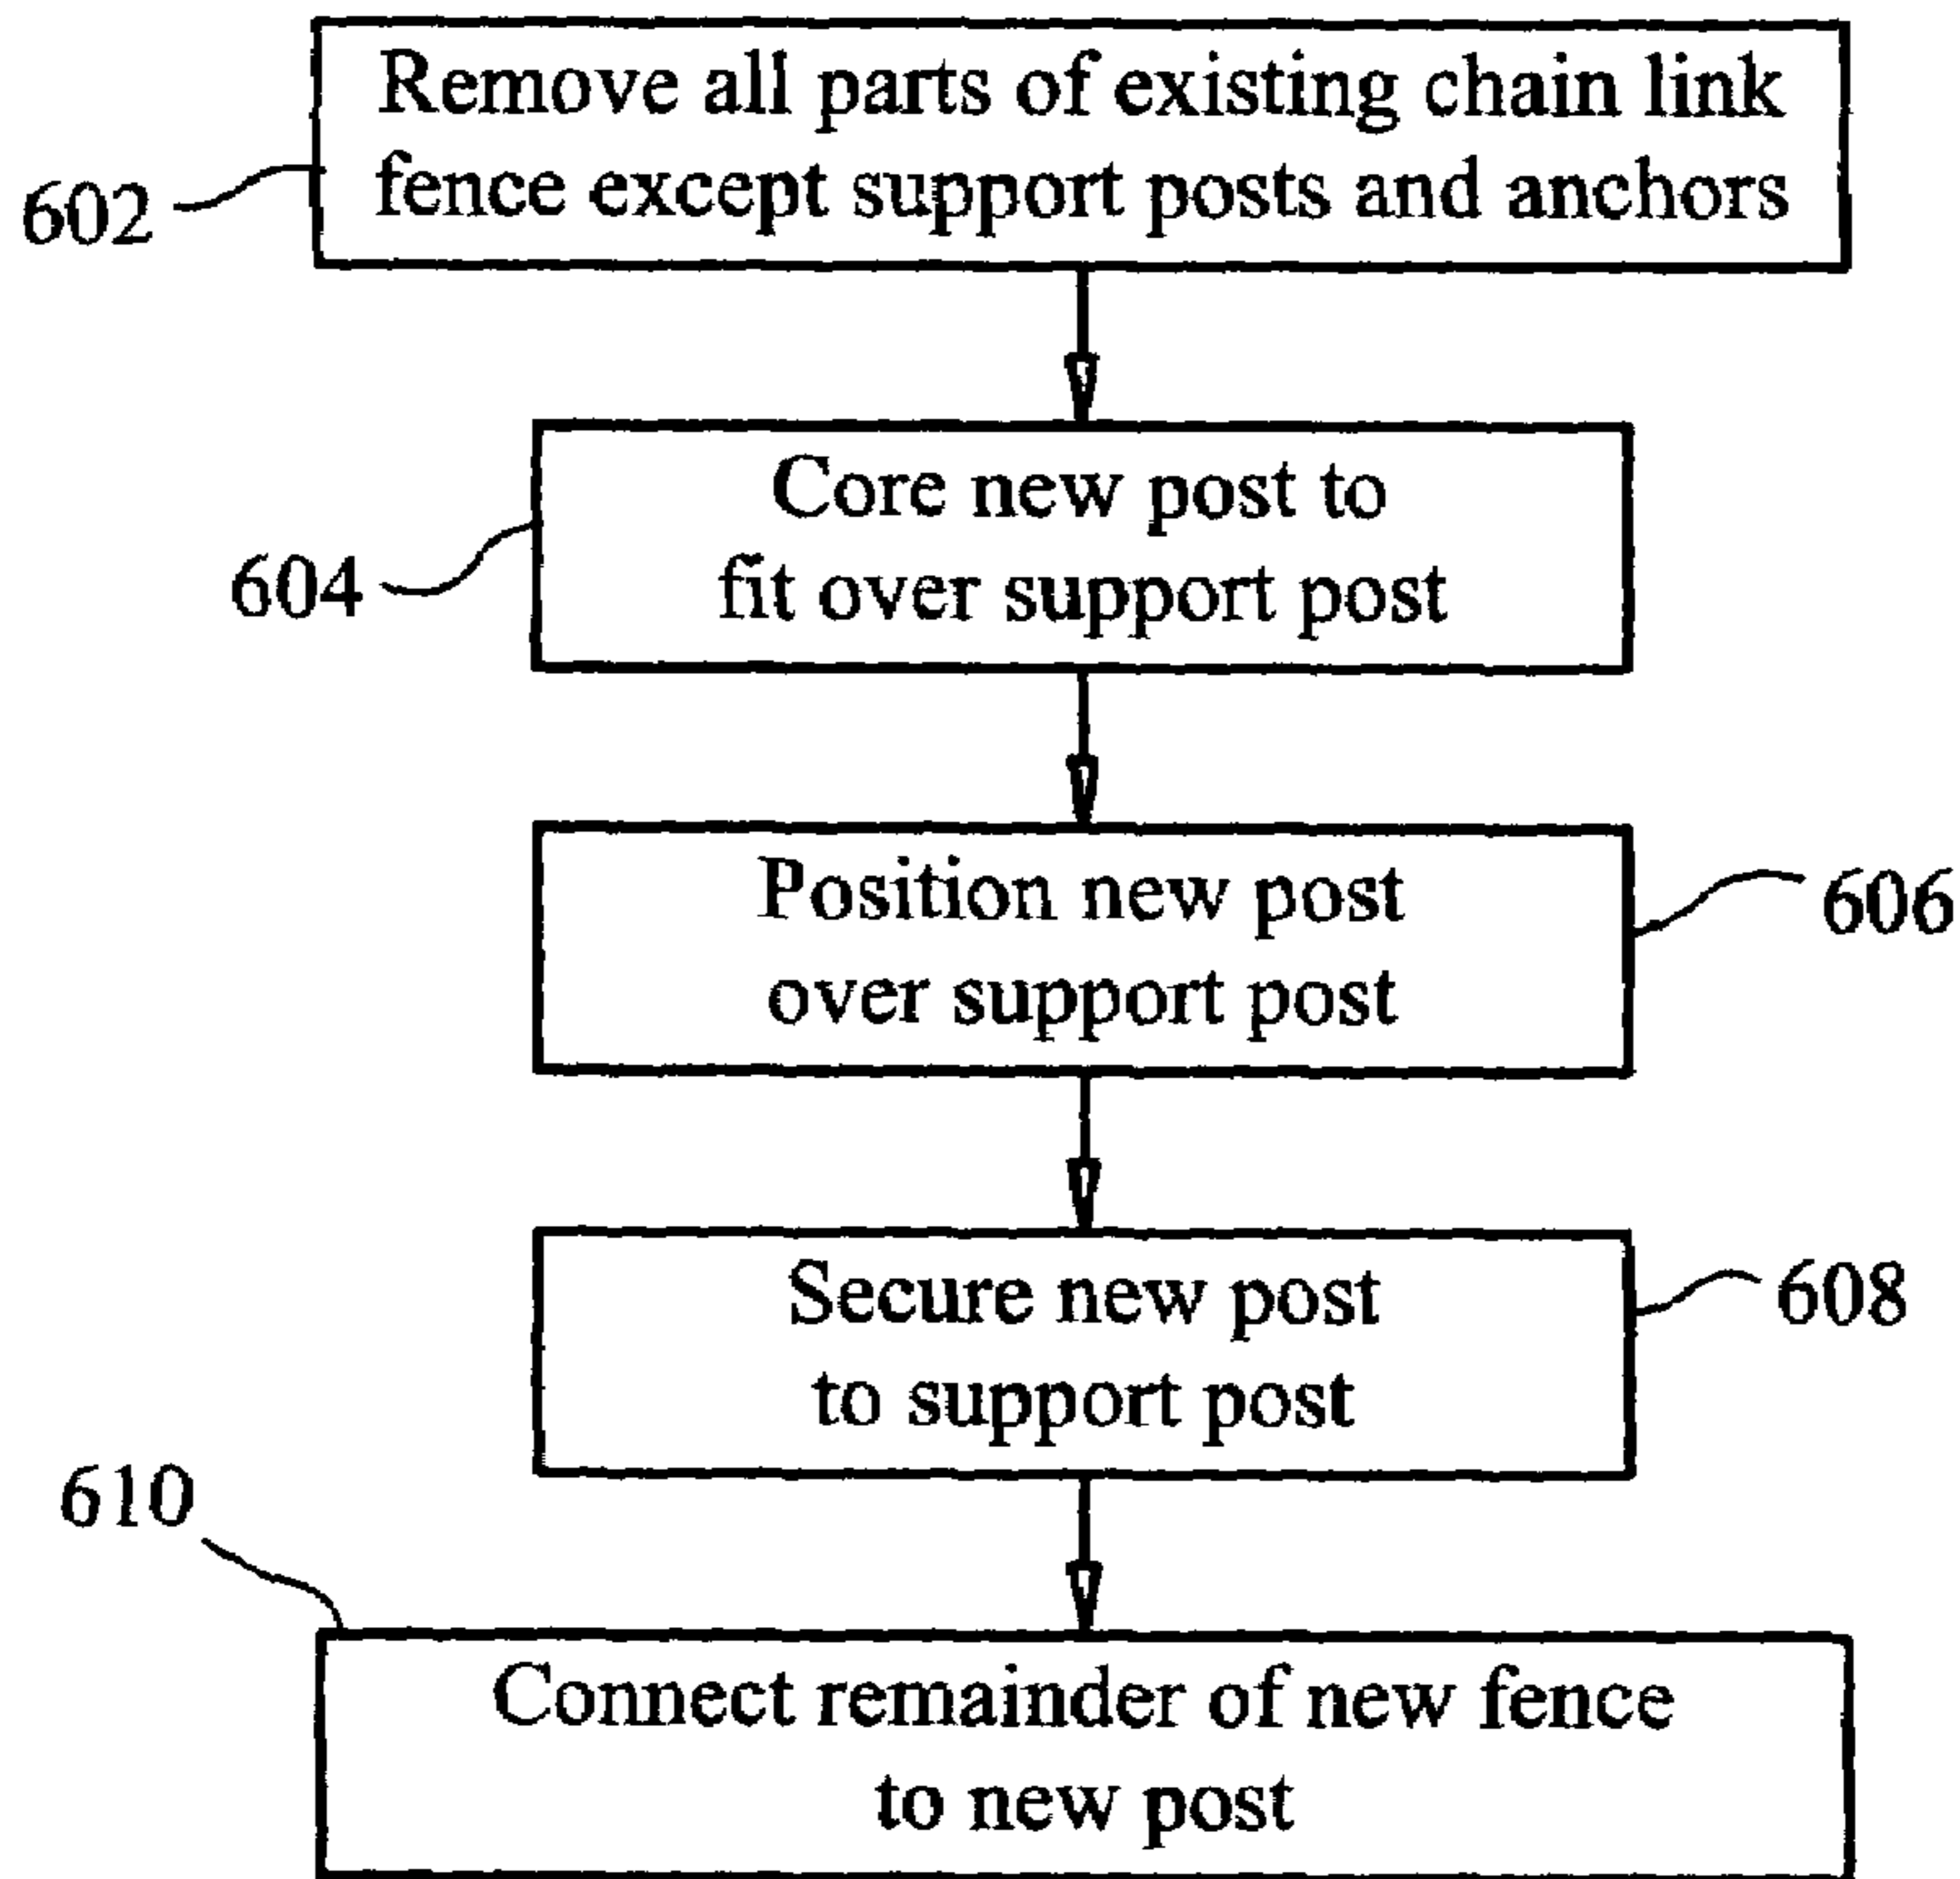 Remove all parts of existing chain link
fence except support posts and anchors
602
Core new post to
fit over support post
604
Position new post
over support post
606
Secure new post
to support post
608
610
Connect remainder of new fence
to new post